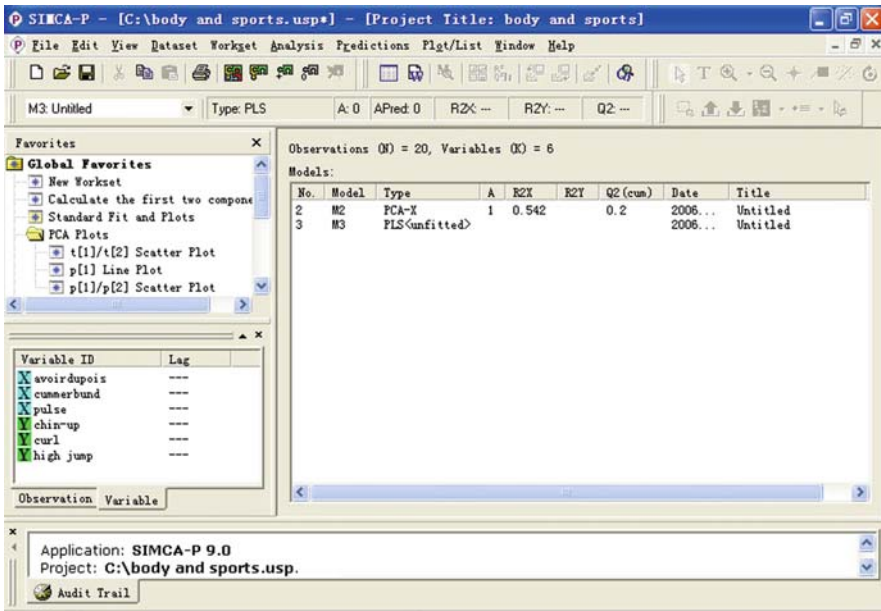 SIMCA-P - [C:\body and sports.usp*] - [Project Title: body and sports]
File Edit View Dataset Workset Analysis Predictions Plot/List Window Help
M3: Untitled Type: PLS A: 0 APred: 0 R2X: --- R2Y: --- Q2: ---
Favorites
Global Favorites
New Workset
Calculate the first two compone
Standard Fit and Plots
PCA Plots
t[1]/t[2] Scatter Plot
p[1] Line Plot
p[1]/p[2] Scatter Plot
Variable ID Lag
X avoirdupois ---
X cummerbund ---
X pulse ---
Y chin-up ---
Y curl ---
Y high jump ---
Observation Variable
Observations (N) = 20, Variables (K) = 6
Models:
No. Model Type A R2X R2Y Q2(cum) Date Title
2 M2 PCA-X 1 0.542 0.2 2006... Untitled
3 M3 PLS<unfitted> 2006... Untitled
Application: SIMCA-P 9.0
Project: C:\body and sports.usp.
Audit Trail